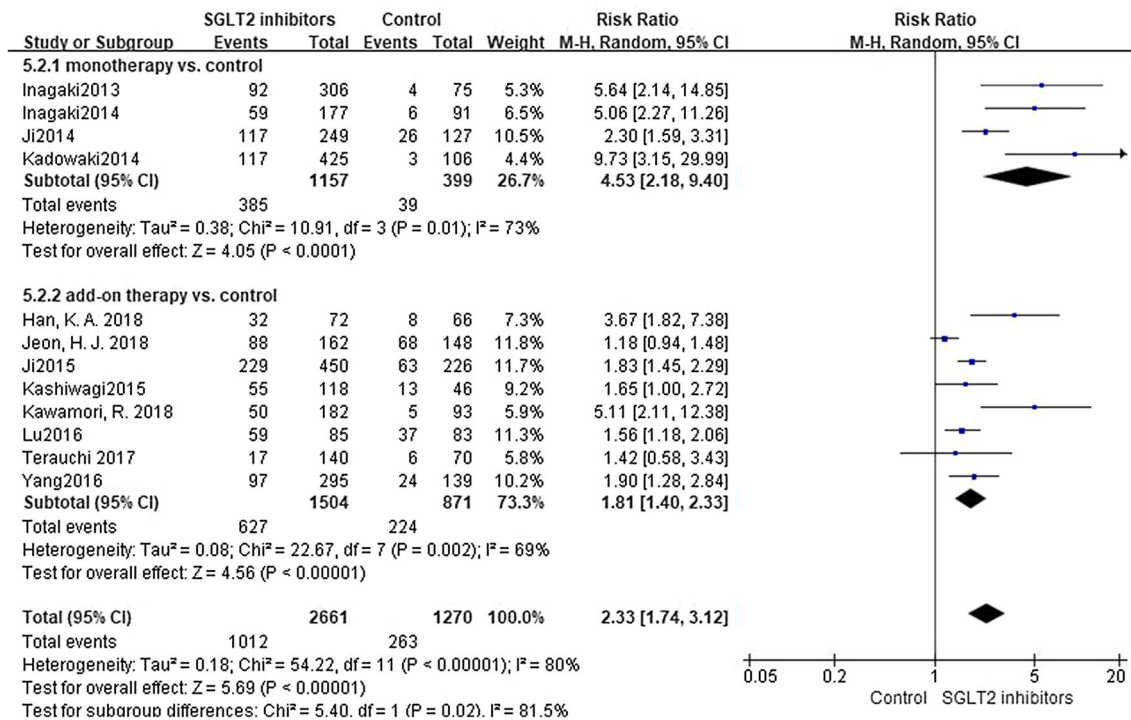 SGLT2 inhibitors Control Risk Ratio Risk Ratio
Study or Subgroup Events Total Events Total Weight M-H, Random, 95% CI M-H, Random, 95% CI
5.2.1 monotherapy vs. control
Inagaki2013 92 306 4 75 5.3% 5.64 [2.14, 14.85]
Inagaki2014 59 177 6 91 6.5% 5.06 [2.27, 11.26]
Ji2014 117 249 26 127 10.5% 2.30 [1.59, 3.31]
Kadowaki2014 117 425 3 106 4.4% 9.73 [3.15, 29.99]
Subtotal (95% CI) 1157 399 26.7% 4.53 [2.18, 9.40]
Total events 385 39
Heterogeneity: Tau² = 0.38; Chi² = 10.91, df = 3 (P = 0.01); I² = 73%
Test for overall effect: Z = 4.05 (P < 0.0001)
5.2.2 add-on therapy vs. control
Han, K. A. 2018 32 72 8 66 7.3% 3.67 [1.82, 7.38]
Jeon, H. J. 2018 88 162 68 148 11.8% 1.18 [0.94, 1.48]
Ji2015 229 450 63 226 11.7% 1.83 [1.45, 2.29]
Kashiwagi2015 55 118 13 46 9.2% 1.65 [1.00, 2.72]
Kawamori, R. 2018 50 182 5 93 5.9% 5.11 [2.11, 12.38]
Lu2016 59 85 37 83 11.3% 1.56 [1.18, 2.06]
Terauchi 2017 17 140 6 70 5.8% 1.42 [0.58, 3.43]
Yang2016 97 295 24 139 10.2% 1.90 [1.28, 2.84]
Subtotal (95% CI) 1504 871 73.3% 1.81 [1.40, 2.33]
Total events 627 224
Heterogeneity: Tau² = 0.08; Chi² = 22.67, df = 7 (P = 0.002); I² = 69%
Test for overall effect: Z = 4.56 (P < 0.00001)
Total (95% CI) 2661 1270 100.0% 2.33 [1.74, 3.12]
Total events 1012 263
Heterogeneity: Tau² = 0.18; Chi² = 54.22, df = 11 (P < 0.00001); I² = 80%
Test for overall effect: Z = 5.69 (P < 0.00001)
Test for subgroup differences: Chi² = 5.40, df = 1 (P = 0.02), I² = 81.5%
0.05 0.2 1 5 20
Control SGLT2 inhibitors